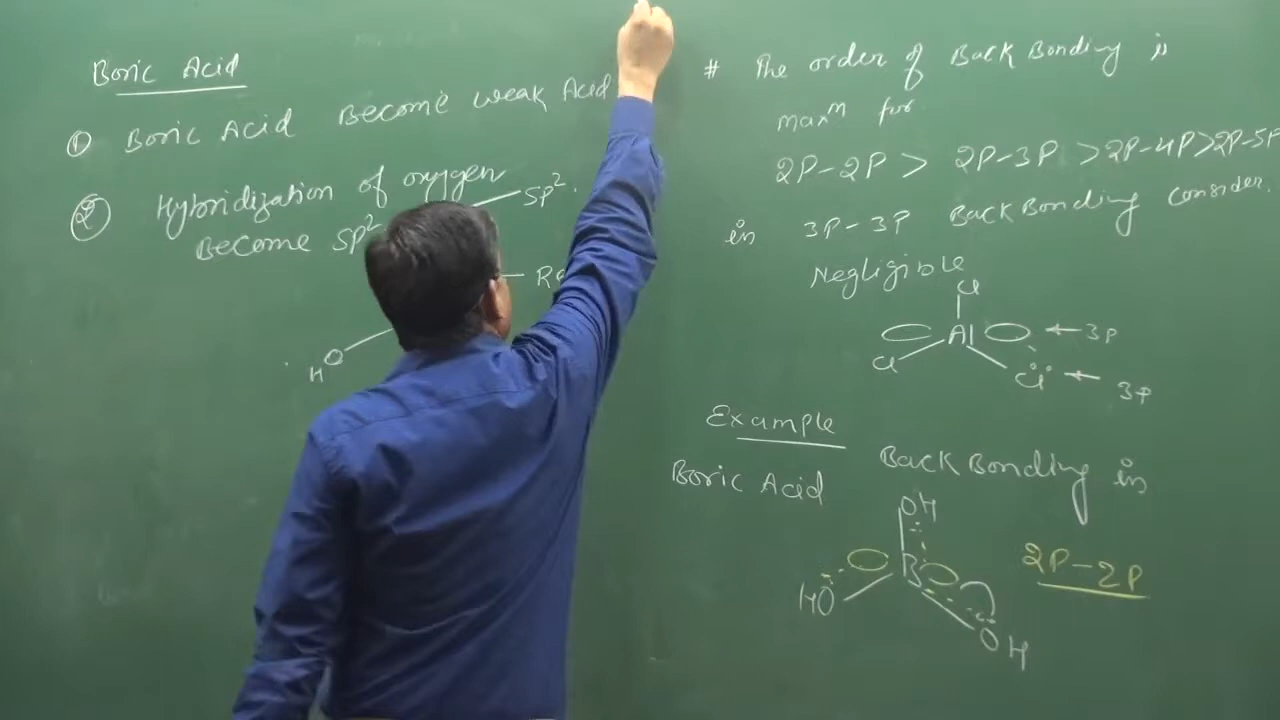 Boric Acid
① Boric Acid Become weak Acid
② Hybridization of oxygen
Become SP²
SP².
HO
# The order of Back Bonding is
maxᵐ for
2P-2P > 2P-3P >2P-4P>2P-5P
in 3P-3P Back Bonding consider.
Negligible
Cl
Al ← 3P
Cl
Cl ← 3P
Example
Boric Acid Back Bonding in
OH
B 2P-2P
HO
OH